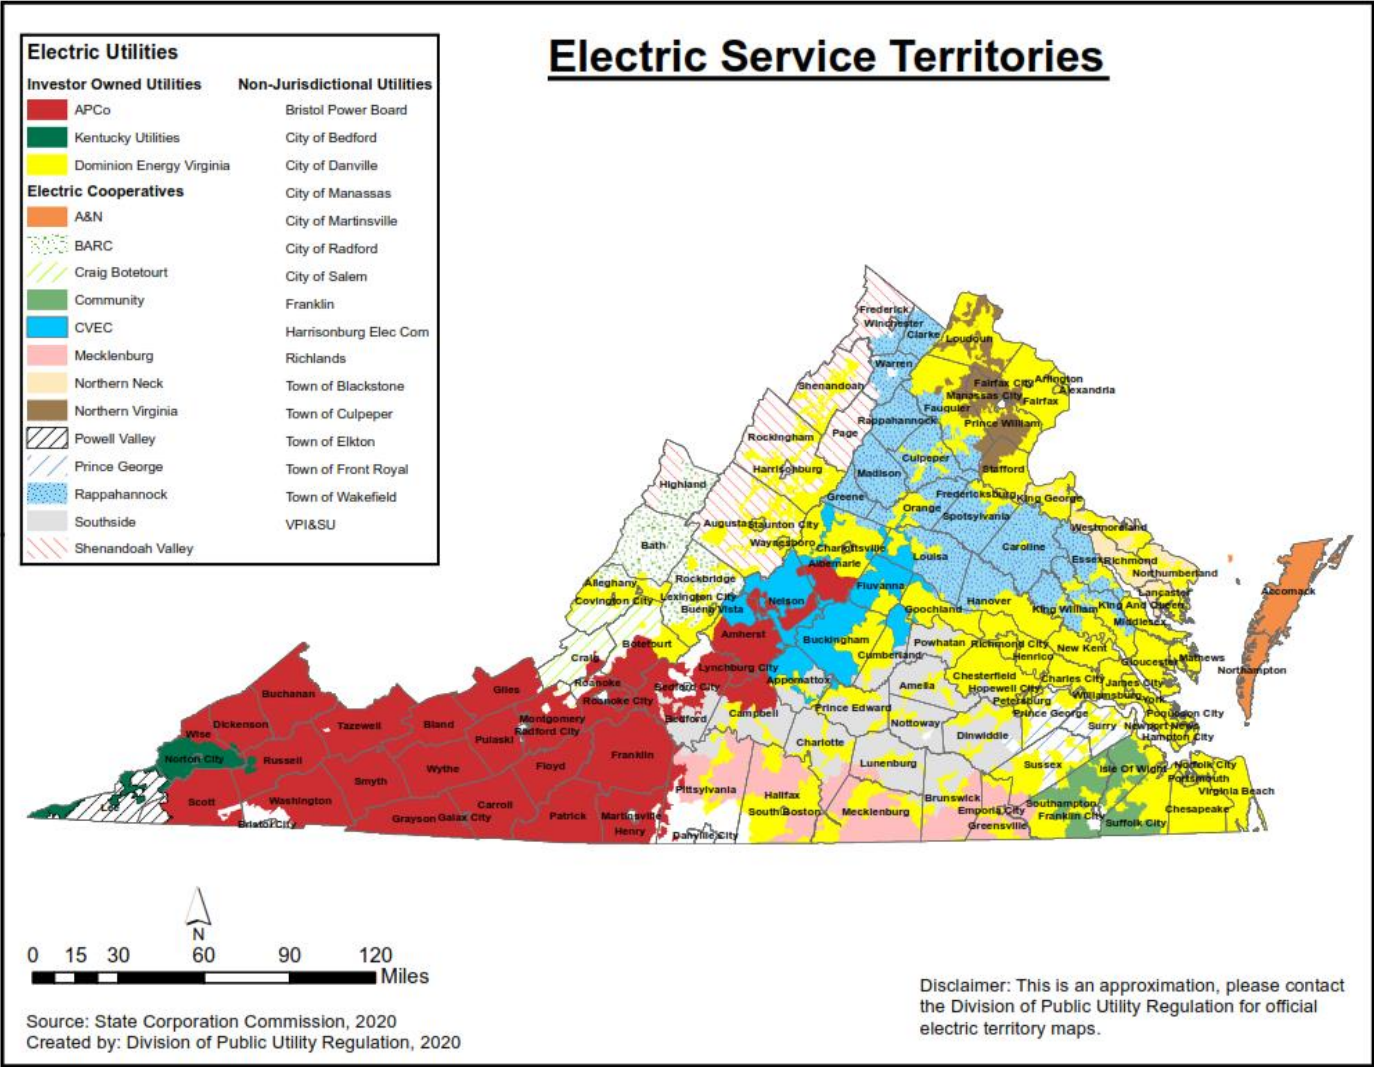 Electric Service Territories
Electric Utilities
Investor Owned Utilities
APCo
Kentucky Utilities
Dominion Energy Virginia
Electric Cooperatives
A&N
BARC
Craig Botetourt
Community
CVEC
Mecklenburg
Northern Neck
Northern Virginia
Powell Valley
Prince George
Rappahannock
Southside
Shenandoah Valley
Non-Jurisdictional Utilities
Bristol Power Board
City of Bedford
City of Danville
City of Manassas
City of Martinsville
City of Radford
City of Salem
Franklin
Harrisonburg Elec Com
Richlands
Town of Blackstone
Town of Culpeper
Town of Elkton
Town of Front Royal
Town of Wakefield
VPI&SU
Frederick
Winchester
Clarke
Loudoun
Warren
Shenandoah
Fairfax City
Arlington
Alexandria
Manassas City
Fairfax
Fauquier
Rappahannock
Prince William
Page
Rockingham
Culpeper
Stafford
Harrisonburg
Madison
Highland
Greene
Fredericksburg
King George
Orange
Spotsylvania
Augusta
Staunton City
Westmoreland
Bath
Waynesboro
Charlottsville
Caroline
Louisa
Essex
Richmond
Albemarle
Northumberland
Rockbridge
Alleghany
Fluvanna
Lancaster
Accomack
Covington City
Lexington City
Nelson
Hanover
Buena Vista
Goochland
King William
King And Queen
Middlesex
Amherst
Buckingham
Botetourt
Powhatan
Richmond City
New Kent
Cumberland
Henrico
Craig
Gloucester
Mathews
Lynchburg City
Northampton
Appomattox
Chesterfield
Charles City
Roanoke
Bedford City
Amelia
Hopewell City
James City
Giles
Buchanan
Williamsburg
York
Roanoke City
Petersburg
Prince Edward
Campbell
Prince George
Poquoson City
Montgomery
Bedford
Nottoway
Surry
Newport News
Dickenson
Tazewell
Bland
Radford City
Wise
Pulaski
Dinwiddie
Hampton City
Charlotte
Franklin
Norton City
Russell
Lunenburg
Sussex
Isle Of Wight
Norfolk City
Floyd
Wythe
Portsmouth
Smyth
Pittsylvania
Halifax
Virginia Beach
Brunswick
Scott
Washington
Carroll
Southampton
Lee
Emporia City
Chesapeake
South Boston
Mecklenburg
Patrick
Martinsville
Franklin City
Grayson
Galax City
Suffolk City
Bristol City
Greensville
Henry
Danville City
N
0 15 30 60 90 120
Miles
Source: State Corporation Commission, 2020
Created by: Division of Public Utility Regulation, 2020
Disclaimer: This is an approximation, please contact
the Division of Public Utility Regulation for official
electric territory maps.